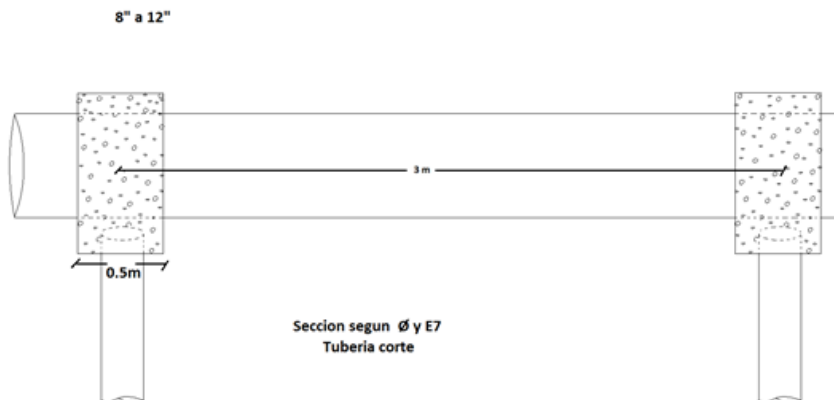 8" a 12"
3 m
0.5m
Seccion segun Ø y E7
Tuberia corte